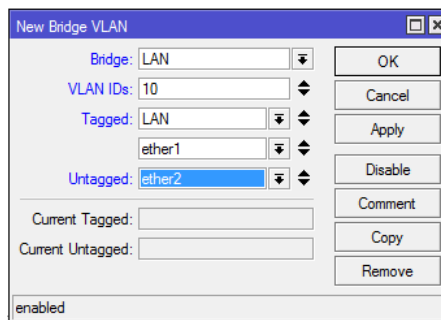 New Bridge VLAN
Bridge: LAN
OK
VLAN IDs: 10
Cancel
Tagged: LAN
Apply
ether1
Untagged: ether2
Disable
Comment
Current Tagged:
Copy
Current Untagged:
Remove
enabled